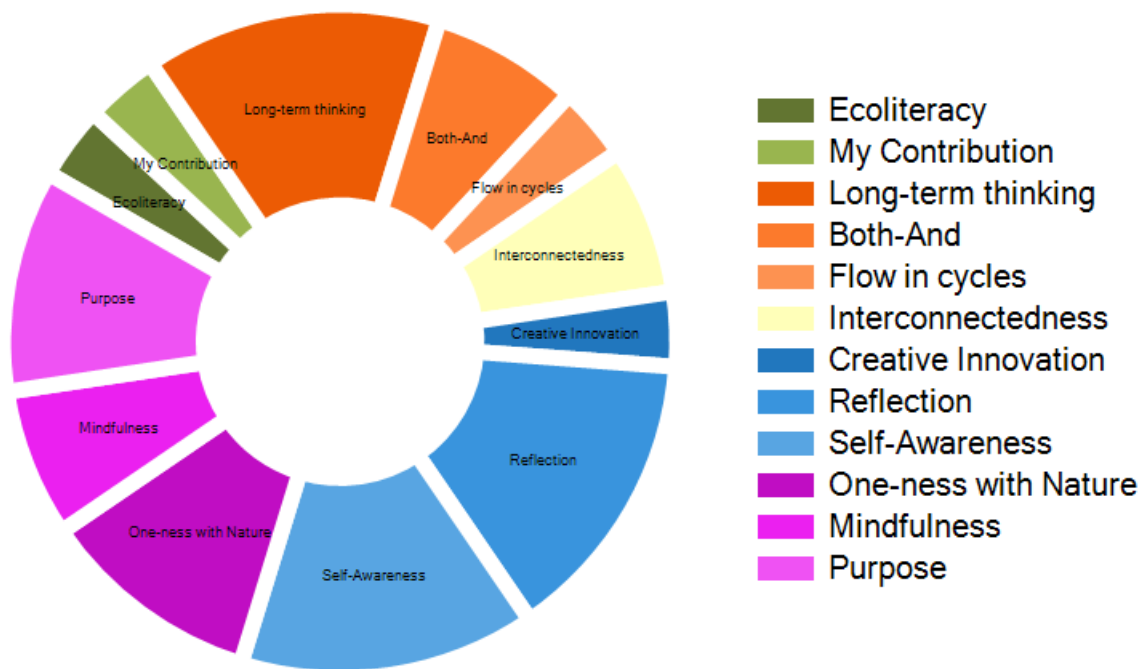 Long-term thinking
Both-And
My Contribution
Flow in cycles
Ecoliteracy
Interconnectedness
Purpose
Creative Innovation
Mindfulness
Reflection
One-ness with Nature
Self-Awareness
Ecoliteracy
My Contribution
Long-term thinking
Both-And
Flow in cycles
Interconnectedness
Creative Innovation
Reflection
Self-Awareness
One-ness with Nature
Mindfulness
Purpose